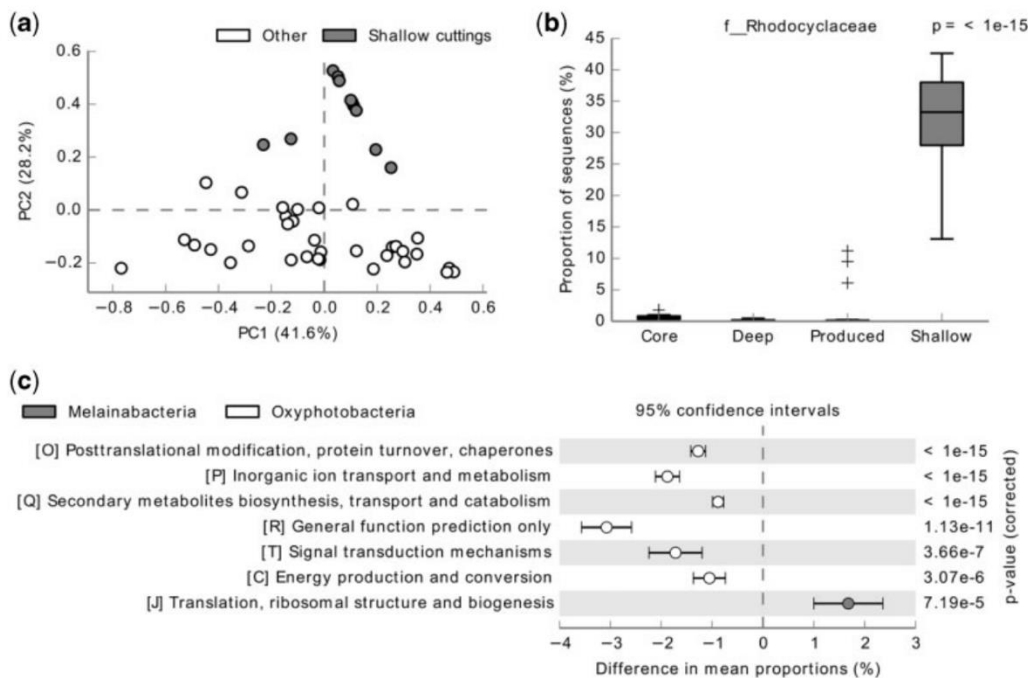 (a)
Other
Shallow cuttings
0.6
0.4
0.2
0.0
−0.2
PC2 (28.2%)
−0.8 −0.6 −0.4 −0.2 0.0 0.2 0.4 0.6
PC1 (41.6%)
(b)
f__Rhodocyclaceae p = < 1e-15
45
40
35
30
25
20
15
10
5
0
Proportion of sequences (%)
Core Deep Produced Shallow
(c)
Melainabacteria
Oxyphotobacteria
95% confidence intervals
[O] Posttranslational modification, protein turnover, chaperones < 1e-15
[P] Inorganic ion transport and metabolism < 1e-15
[Q] Secondary metabolites biosynthesis, transport and catabolism < 1e-15
[R] General function prediction only 1.13e-11
[T] Signal transduction mechanisms 3.66e-7
[C] Energy production and conversion 3.07e-6
[J] Translation, ribosomal structure and biogenesis 7.19e-5
p-value (corrected)
−4 −3 −2 −1 0 1 2 3
Difference in mean proportions (%)